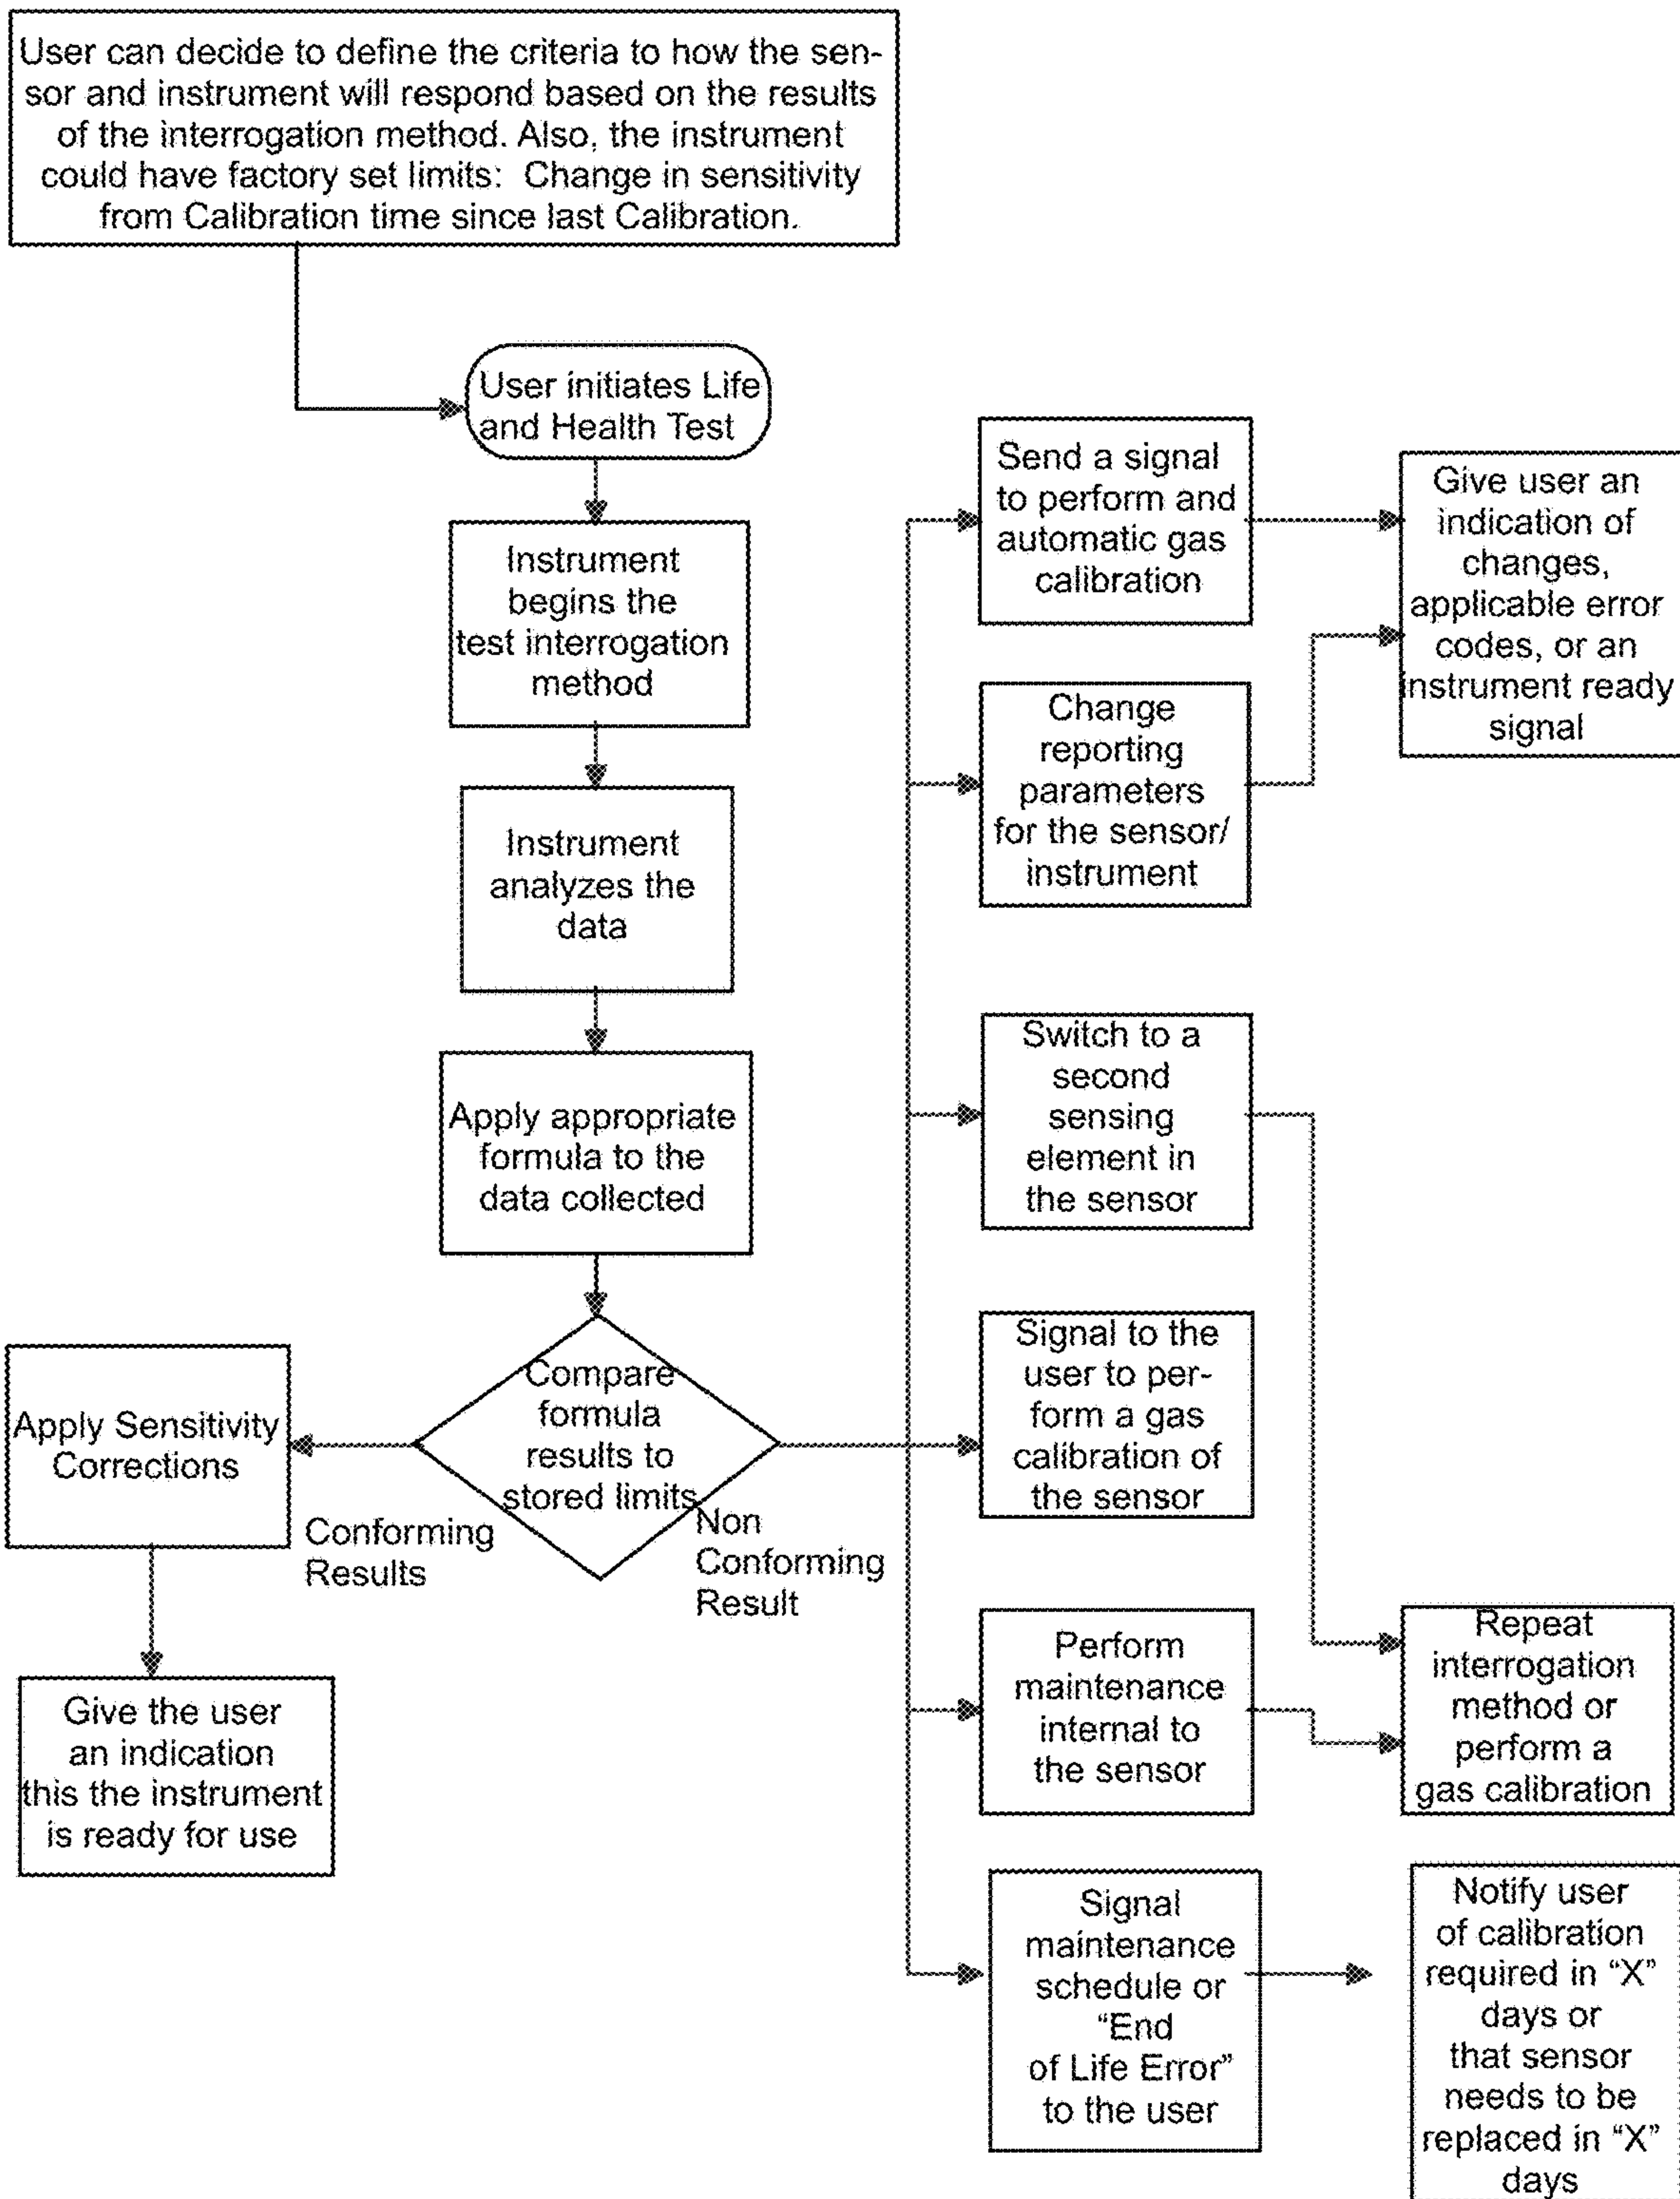 User can decide to define the criteria to how the sen-
sor and instrument will respond based on the results
of the interrogation method. Also, the instrument
could have factory set limits: Change in sensitivity
from Calibration time since last Calibration.
User initiates Life
and Health Test
Instrument
begins the
test interrogation
method
Instrument
analyzes the
data
Apply appropriate
formula to the
data collected
Compare
formula
results to
stored limits
Conforming
Results
Non
Conforming
Result
Apply Sensitivity
Corrections
Give the user
an indication
this the instrument
is ready for use
Send a signal
to perform and
automatic gas
calibration
Change
reporting
parameters
for the sensor/
instrument
Give user an
indication of
changes,
applicable error
codes, or an
instrument ready
signal
Switch to a
second
sensing
element in
the sensor
Signal to the
user to per-
form a gas
calibration of
the sensor
Perform
maintenance
internal to
the sensor
Repeat
interrogation
method or
perform a
gas calibration
Signal
maintenance
schedule or
“End
of Life Error”
to the user
Notify user
of calibration
required in “X”
days or
that sensor
needs to be
replaced in “X”
days